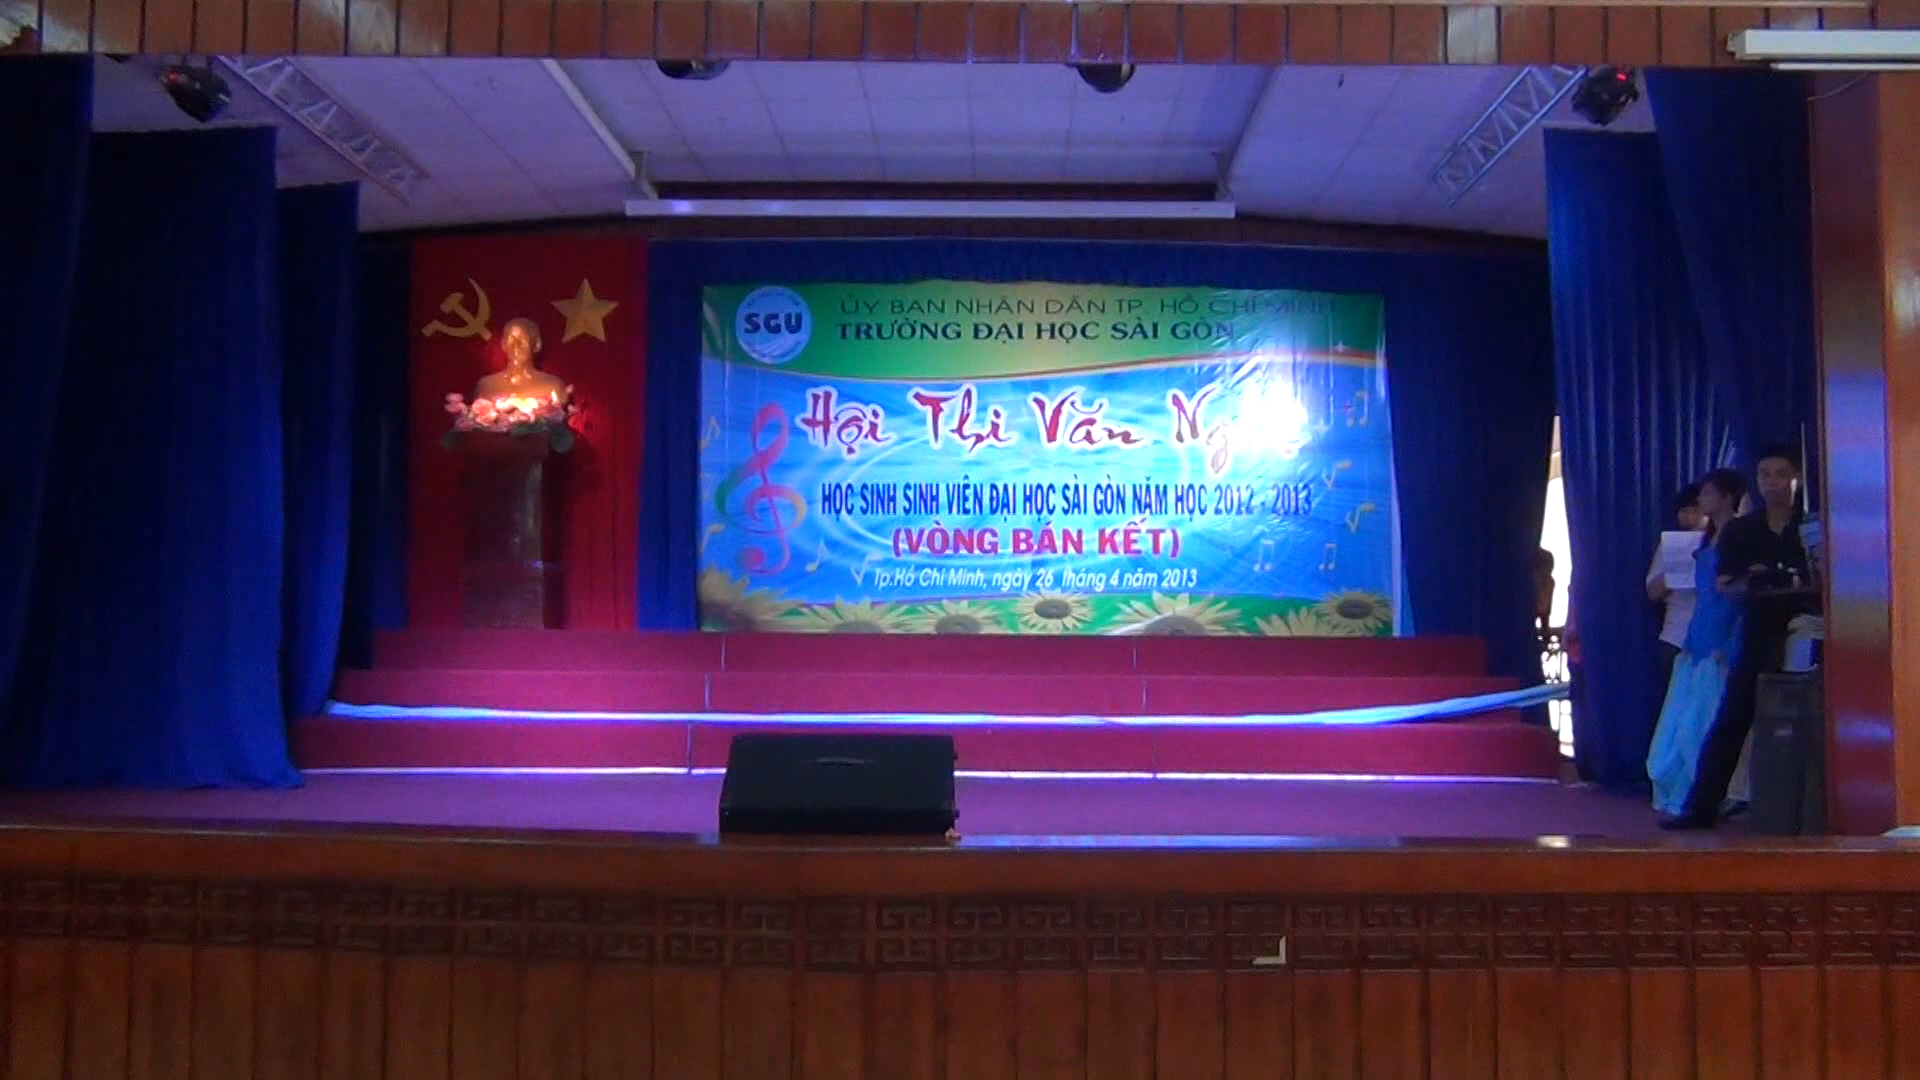 SGU
ỦY BAN NHÂN DÂN TP. HỒ CHÍ MINH
TRƯỜNG ĐẠI HỌC SÀI GÒN
Hội Thi Văn
HỌC SINH SINH VIÊN ĐẠI HỌC SÀI GÒN NĂM HỌC 2012 - 2013
(VÒNG BÁN KẾT)
Tp.Hồ Chí Minh, ngày 26 tháng 4 năm 2013